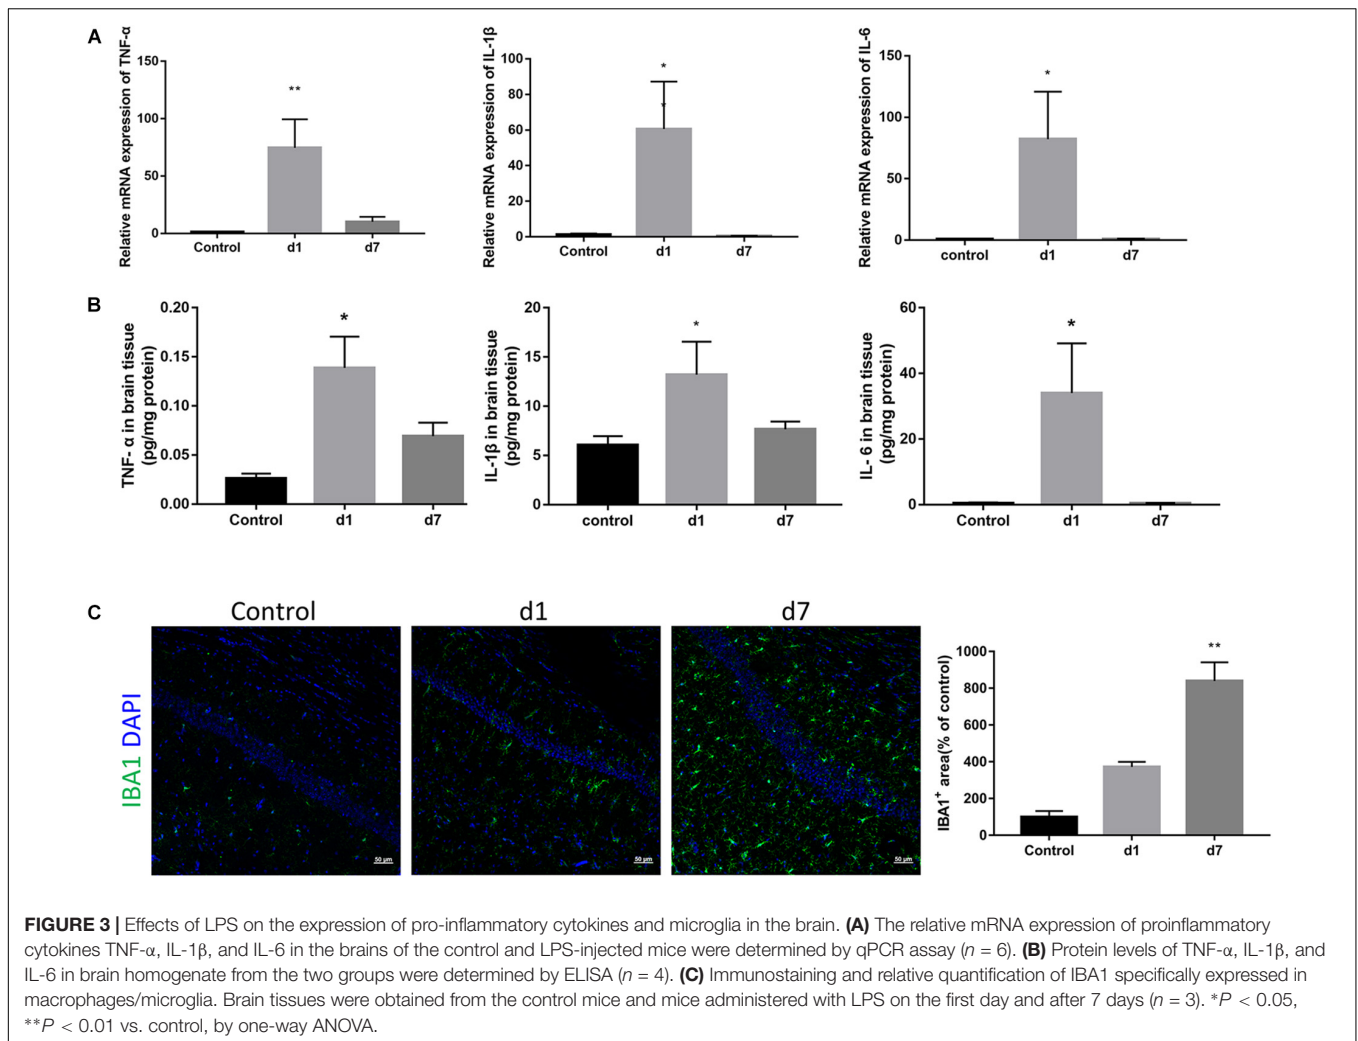 A
Relative mRNA expression of TNF-α
150
100
50
0
**
Control d1 d7
Relative mRNA expression of IL-1β
100
80
60
40
20
0
*
*
Control d1 d7
Relative mRNA expression of IL-6
150
100
50
0
*
control d1 d7
B
TNF- α in brain tissue
(pg/mg protein)
0.20
0.15
0.10
0.05
0.00
*
Control d1 d7
IL-1β in brain tissue
(pg/mg protein)
20
15
10
5
0
*
control d1 d7
IL- 6 in brain tissue
(pg/mg protein)
60
40
20
0
*
Control d1 d7
C
Control d1 d7
IBA1 DAPI
50 μm
50 μm
50 μm
IBA1+ area(% of control)
1000
800
600
400
200
0
**
Control d1 d7
FIGURE 3 | Effects of LPS on the expression of pro-inflammatory cytokines and microglia in the brain. (A) The relative mRNA expression of proinflammatory
cytokines TNF-α, IL-1β, and IL-6 in the brains of the control and LPS-injected mice were determined by qPCR assay (n = 6). (B) Protein levels of TNF-α, IL-1β, and
IL-6 in brain homogenate from the two groups were determined by ELISA (n = 4). (C) Immunostaining and relative quantification of IBA1 specifically expressed in
macrophages/microglia. Brain tissues were obtained from the control mice and mice administered with LPS on the first day and after 7 days (n = 3). *P < 0.05,
**P < 0.01 vs. control, by one-way ANOVA.